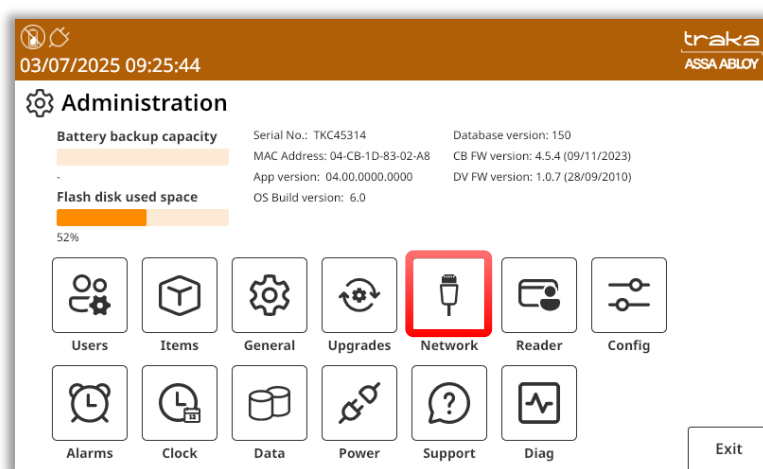 traka
03/07/2025 09:25:44
ASSA ABLOY
Administration
Battery backup capacity
-
Flash disk used space
52%
Serial No.: TKC45314
MAC Address: 04-CB-1D-83-02-A8
App version: 04.00.0000.0000
OS Build version: 6.0
Database version: 150
CB FW version: 4.5.4 (09/11/2023)
DV FW version: 1.0.7 (28/09/2010)
Users
Items
General
Upgrades
Network
Reader
Config
Alarms
Clock
Data
Power
Support
Diag
Exit